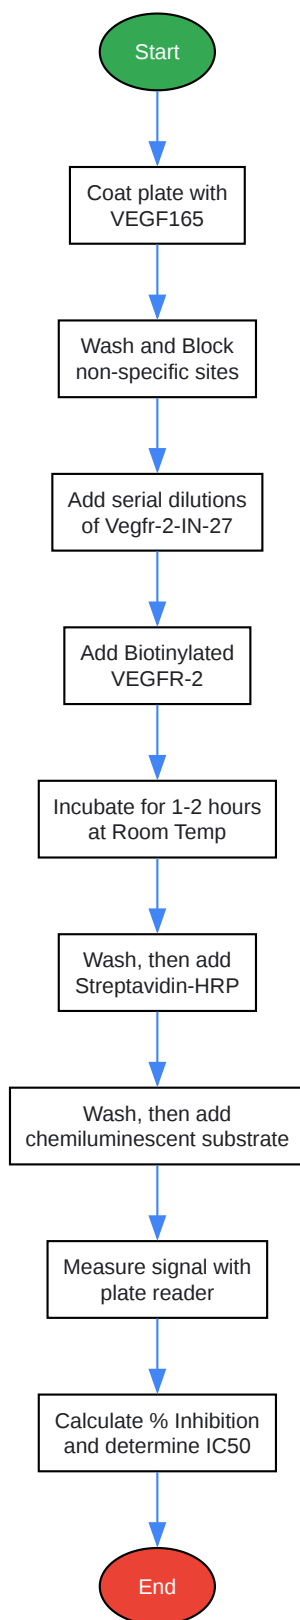 Start
Coat plate with
VEGF165
Wash and Block
non-specific sites
Add serial dilutions
of Vegfr-2-IN-27
Add Biotinylated
VEGFR-2
Incubate for 1-2 hours
at Room Temp
Wash, then add
Streptavidin-HRP
Wash, then add
chemiluminescent substrate
Measure signal with
plate reader
Calculate % Inhibition
and determine IC50
End